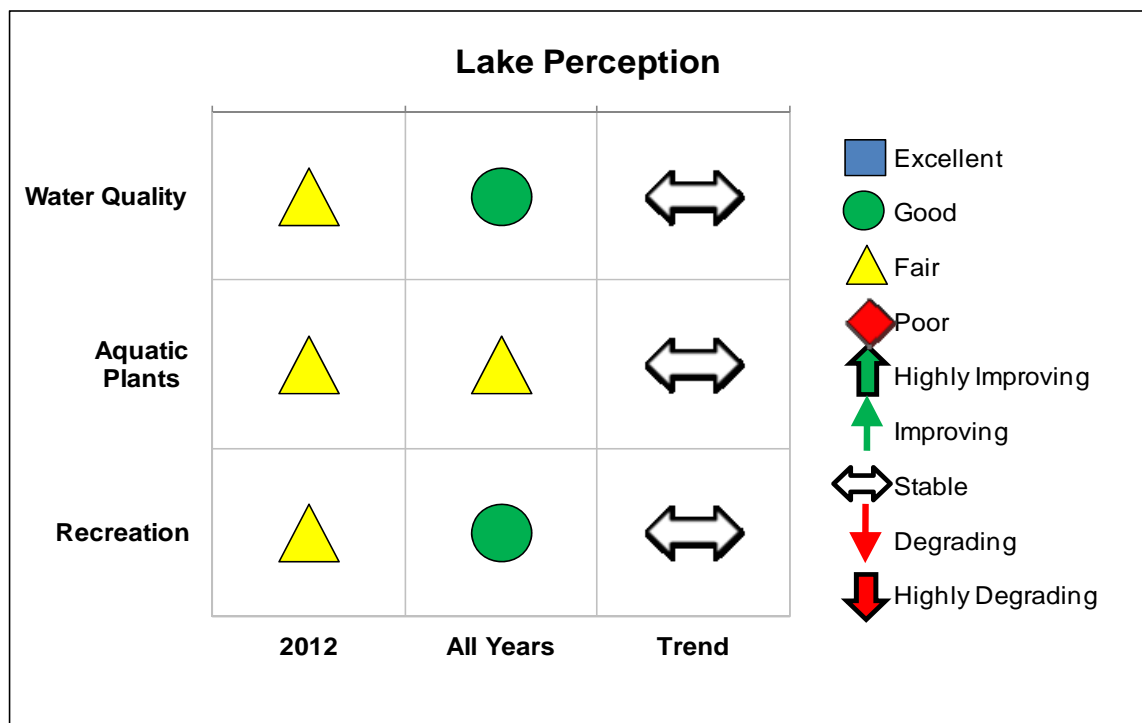 Lake Perception
Water Quality
Aquatic
Plants
Recreation
2012
All Years
Trend
Excellent
Good
Fair
Poor
Highly Improving
Improving
Stable
Degrading
Highly Degrading